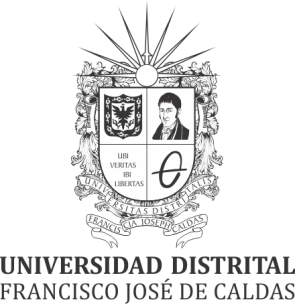 UBI
VERITAS
IBI
LIBERTAS
UNIVERSIDAD DISTRITAL
FRANCISCO JOSÉ DE CALDAS